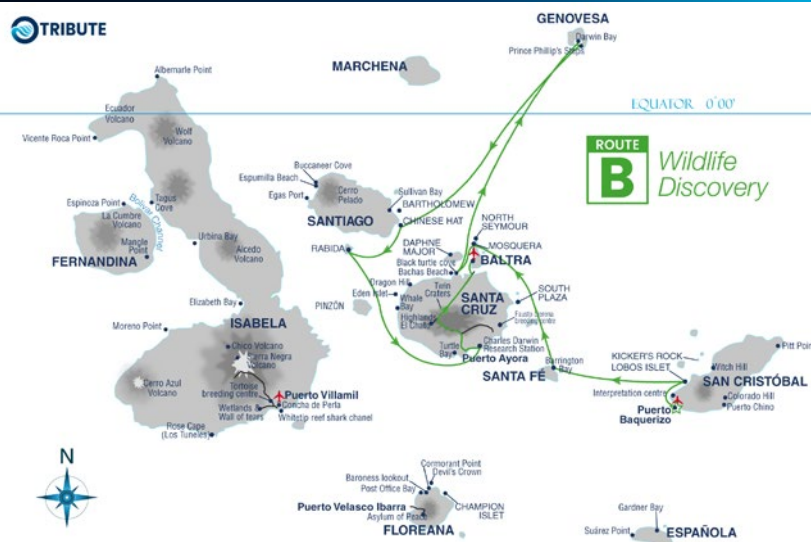 TRIBUTE
GENOVESA
Darwin Bay
Prince Phillip's Steps
MARCHENA
Albemarle Point
EQUATOR 0°00'
Ecuador
Volcano
Wolf
Volcano
Vicente Roca Point
ROUTE
B
Wildlife
Discovery
Buccaneer Cove
Espumilla Beach
Cerro
Pelado
Egas Port
Sullivan Bay
BARTHOLOMEW
SANTIAGO
CHINESE HAT
Espinoza Point
Tagus
Cove
Bolivar Channel
La Cumbre
Volcano
Mangle
Point
FERNANDINA
Urbina Bay
Alcedo
Volcano
RABIDA
NORTH
SEYMOUR
DAPHNE
MAJOR
MOSQUERA
Black turtle cove
BALTRA
Bachas Beach
Dragon Hill
Twin
Craters
Eden Islet
Whale
Bay
SANTA
CRUZ
SOUTH
PLAZA
PINZÓN
Highlands
El Chato
Elizabeth Bay
Turtle
Bay
Charles Darwin
Research Station
Puerto Ayora
Moreno Point
ISABELA
Chico Volcano
Sierra Negra
Volcano
SANTA FÉ
Barrington
Bay
KICKER'S ROCK
LOBOS ISLET
Pitt Poin
Witch Hill
SAN CRISTÓBAL
Interpretation centre
Colorado Hill
Puerto Chino
Puerto
Baquerizo
Cerro Azul
Volcano
Tortoise
breeding centre
Puerto Villamil
Concha de Perla
Wetlands &
Wall of tears
Whitetip reef shark chanel
Rose Cape
(Los Tuneles)
N
Cormorant Point
Devil's Crown
Baroness lookout
Post Office Bay
CHAMPION
ISLET
Puerto Velasco Ibarra
Asylum of Peace
FLOREANA
Gardner Bay
Suárez Point
ESPAÑOLA